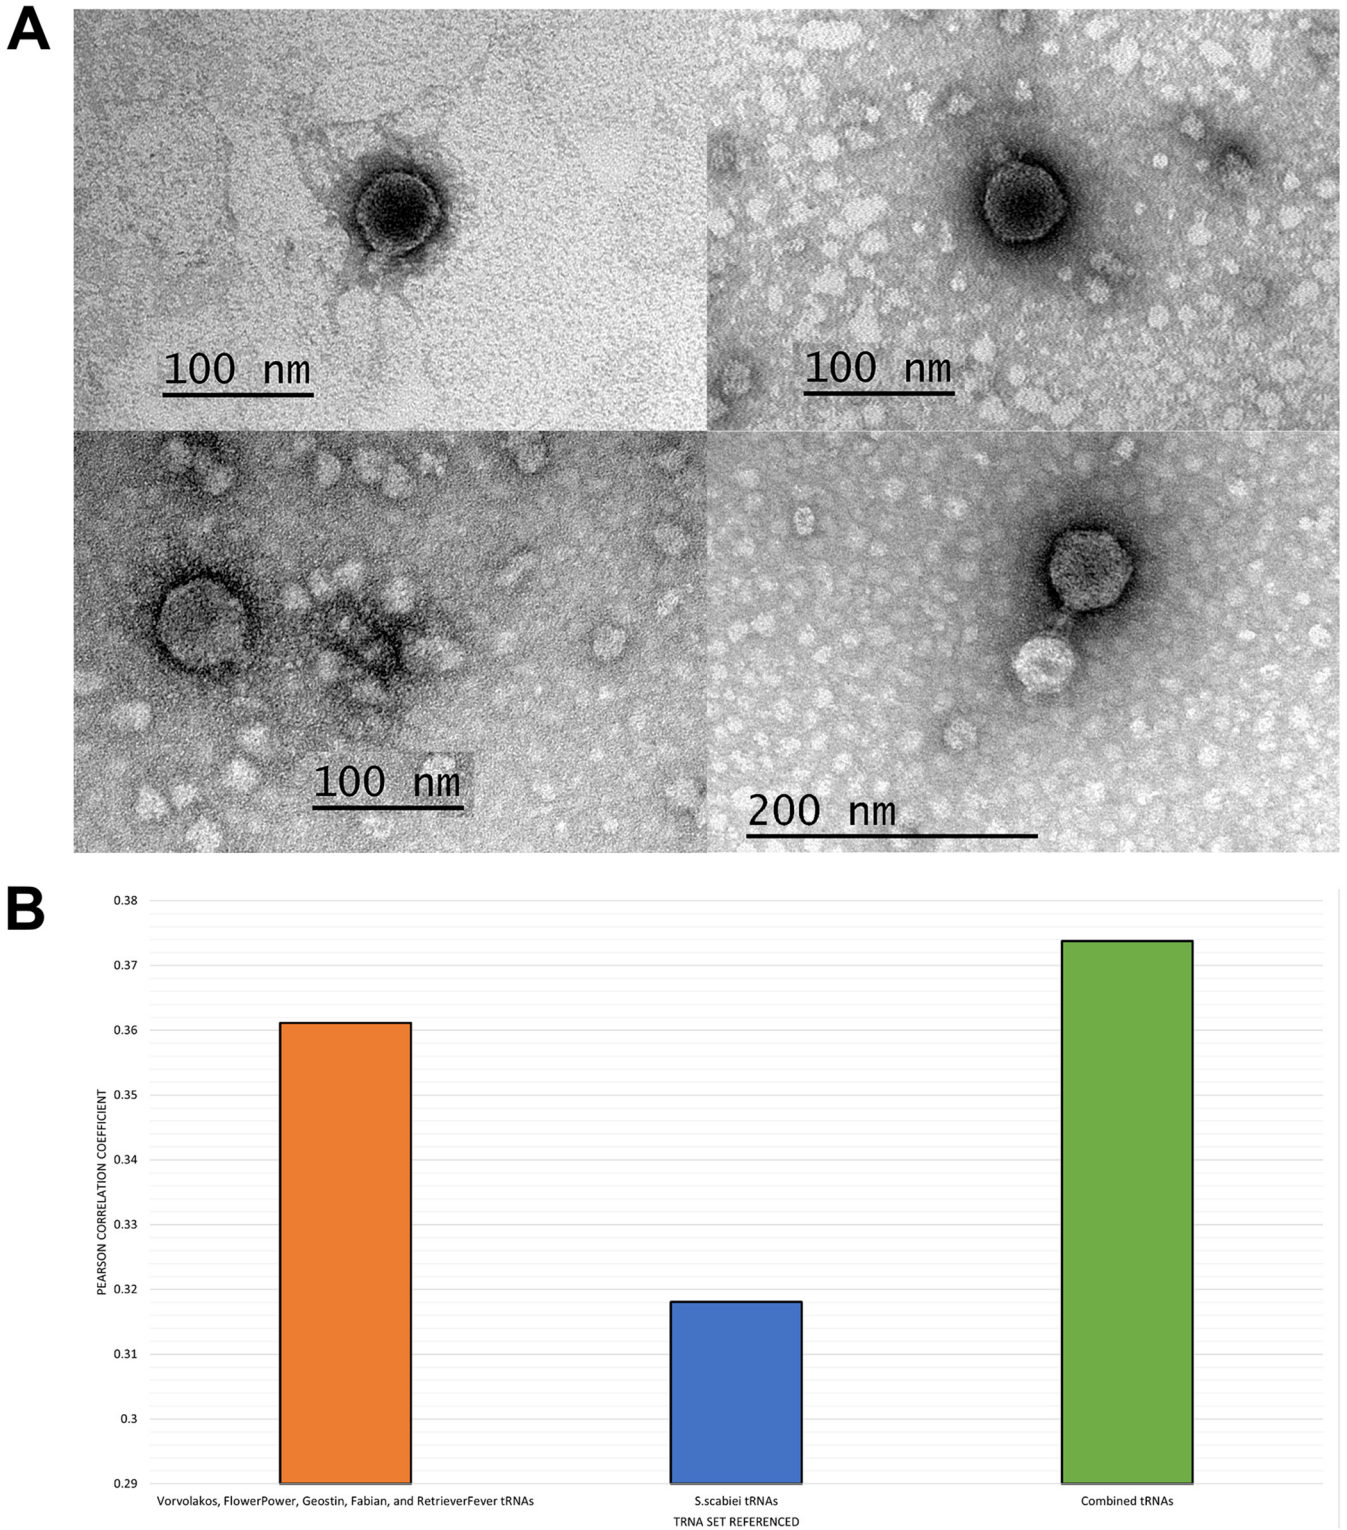 A
100 nm
100 nm
100 nm
200 nm
B
0.38
0.37
0.36
0.35
0.34
0.33
0.32
0.31
0.3
0.29
PEARSON CORRELATION COEFFICIENT
Vorvolakos, FlowerPower, Geostin, Fabian, and RetrieverFever tRNAs
S.scabiei tRNAs
Combined tRNAs
TRNA SET REFERENCED